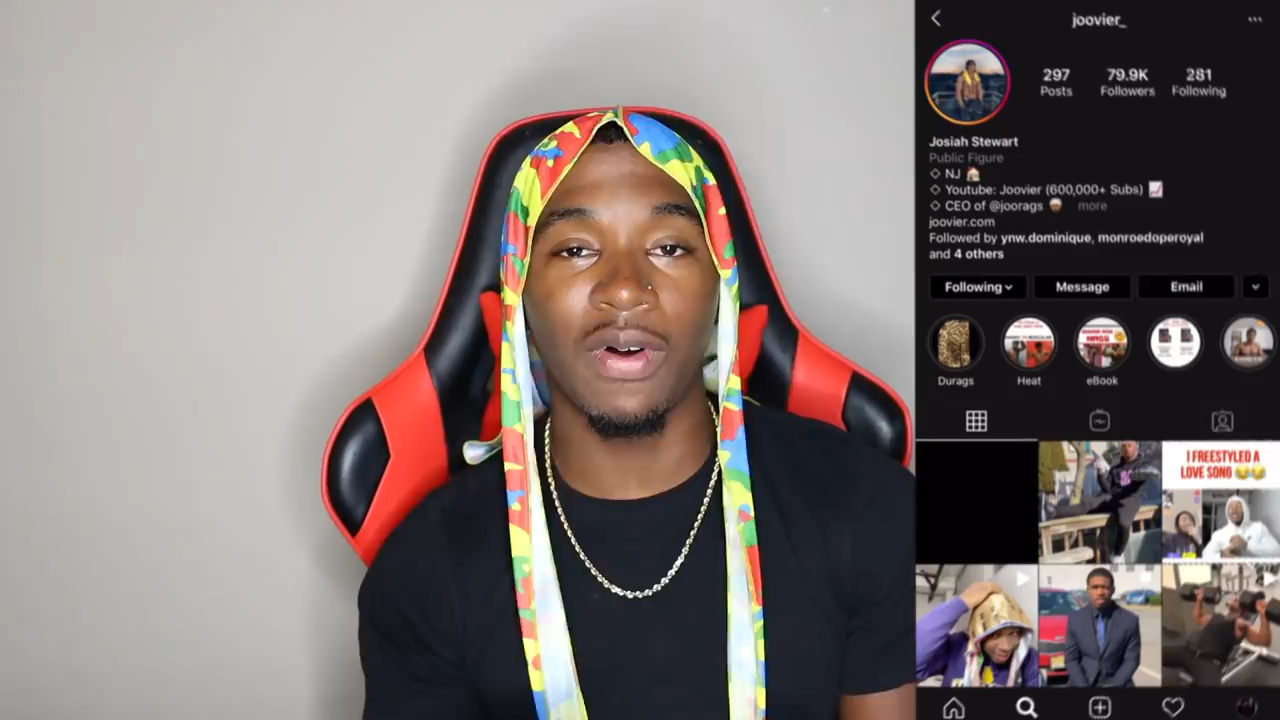 joovier_
297 79.9K 281
Posts Followers Following
Josiah Stewart
Public Figure
◇ NJ 🏠
◇ Youtube: Joovier (600,000+ Subs) 📈
◇ CEO of @joorags more
joovier.com
Followed by ynw.dominique, monroedoperoyal
and 4 others
Following Message Email
Durags Heat eBook
I FREESTYLED A
LOVE SONG 😂😂